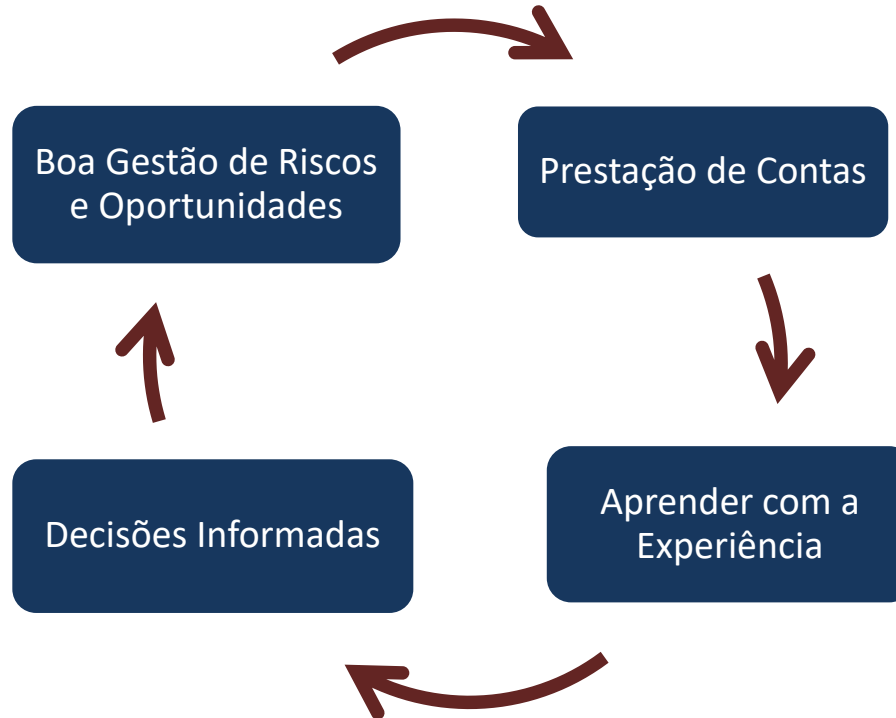 Boa Gestão de Riscos
e Oportunidades
Prestação de Contas
Aprender com a
Experiência
Decisões Informadas